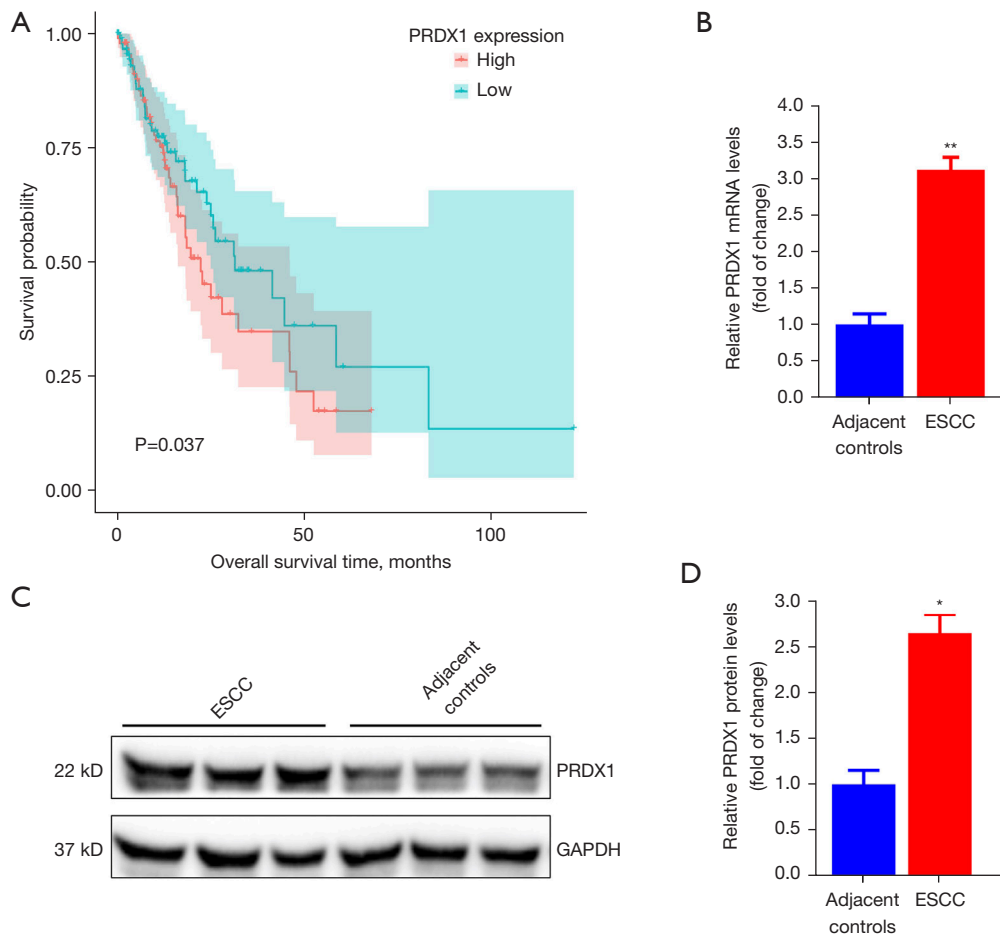 A
PRDX1 expression
High
Low
1.00
0.75
0.50
0.25
0.00
Survival probability
P=0.037
0
50
100
Overall survival time, months
B
4.0
3.5
3.0
2.5
2.0
1.5
1.0
0.5
0.0
Relative PRDX1 mRNA levels
(fold of change)
**
Adjacent
controls
ESCC
C
ESCC
Adjacent
controls
22 kD
PRDX1
37 kD
GAPDH
D
3.0
2.5
2.0
1.5
1.0
0.5
0.0
Relative PRDX1 protein levels
(fold of change)
*
Adjacent
controls
ESCC